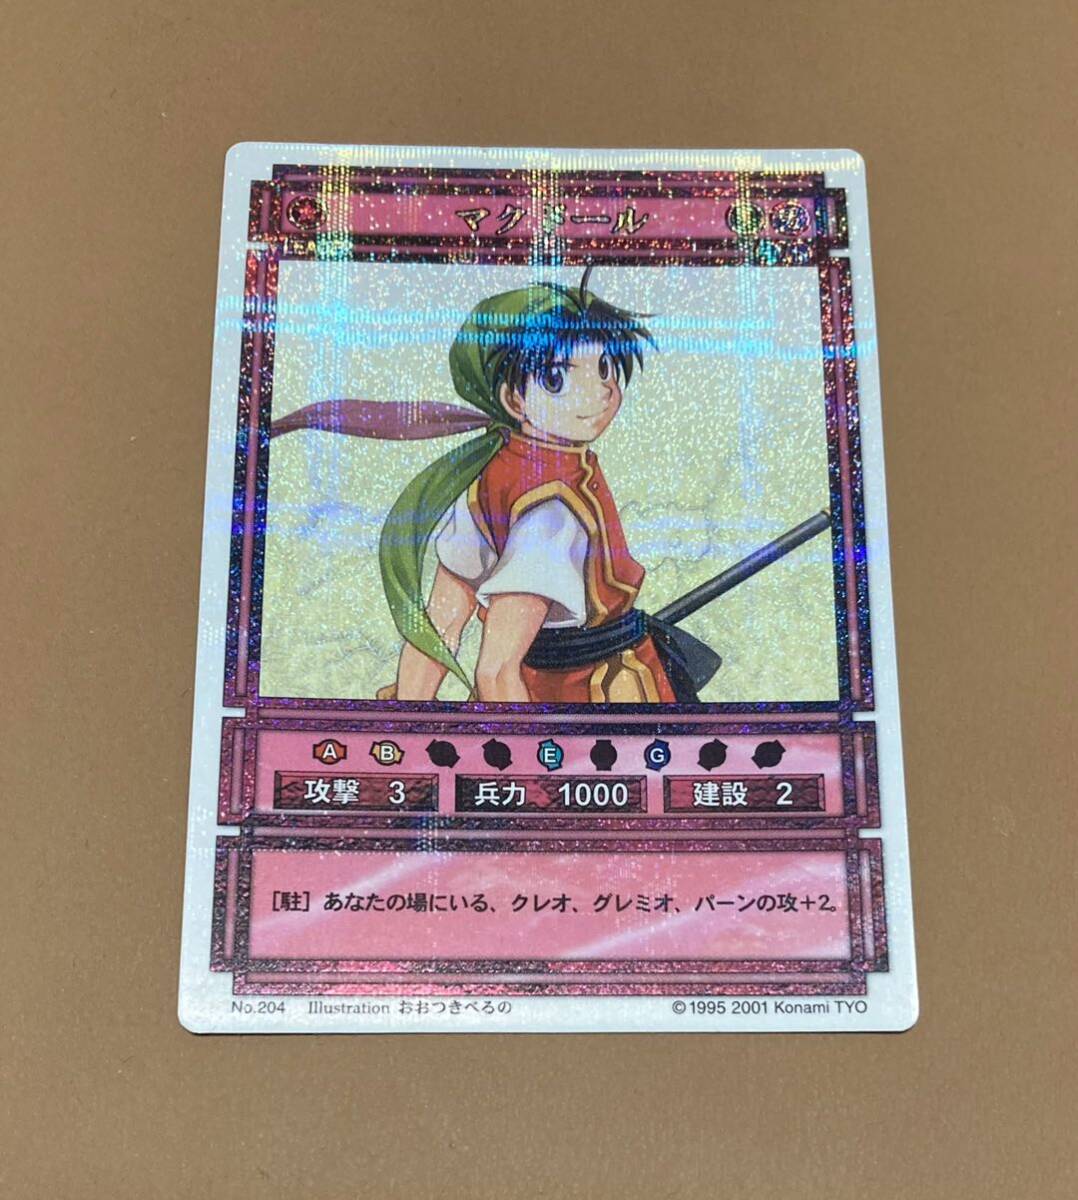 マクドール
A B E G
攻撃 3 兵力 1000 建設 2
[駐] あなたの場にいる、クレオ、グレミオ、パーンの攻+2。
No.204 Illustration おおつきべるの ©1995 2001 Konami TYO